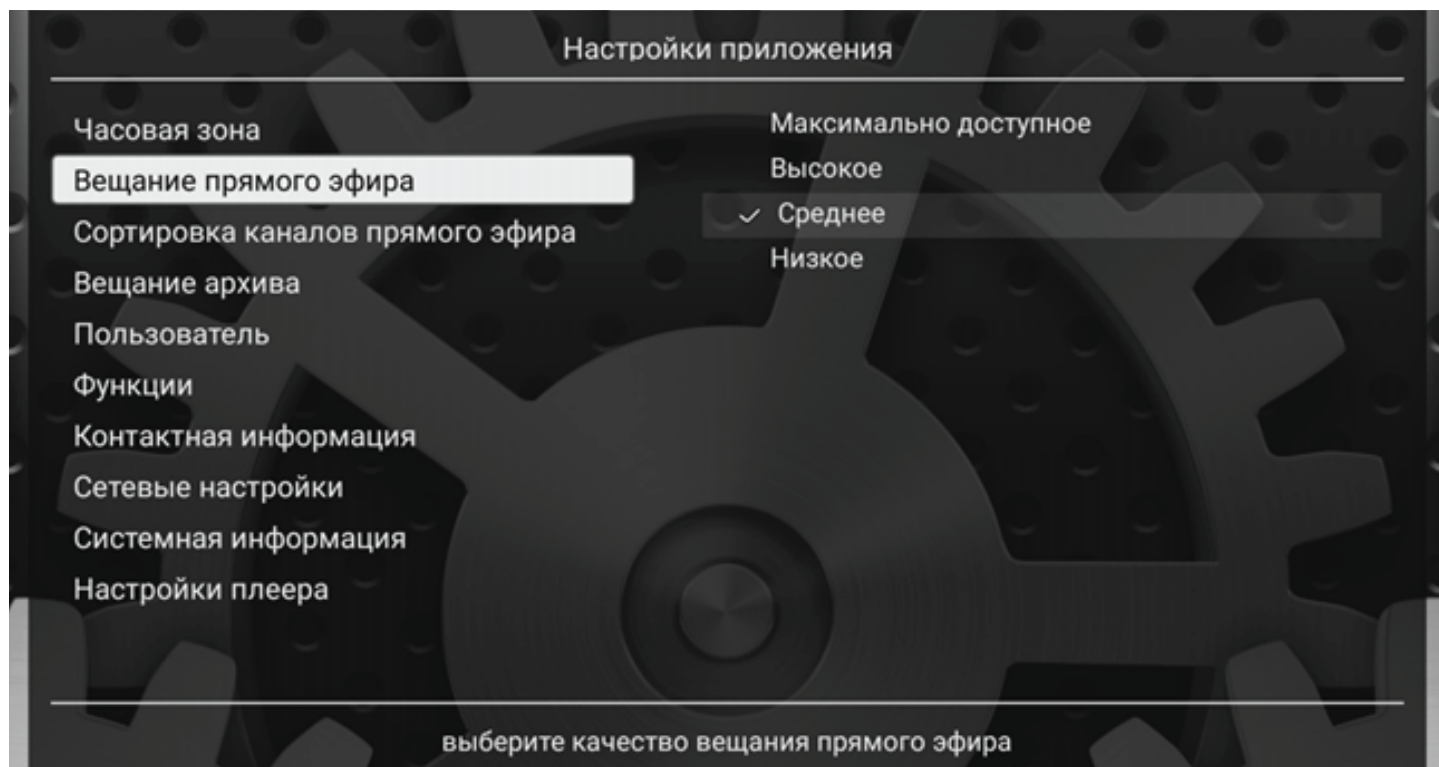 Настройки приложения
Часовая зона
Вещание прямого эфира
Сортировка каналов прямого эфира
Вещание архива
Пользователь
Функции
Контактная информация
Сетевые настройки
Системная информация
Настройки плеера
Максимально доступное
Высокое
Среднее
Низкое
выберите качество вещания прямого эфира